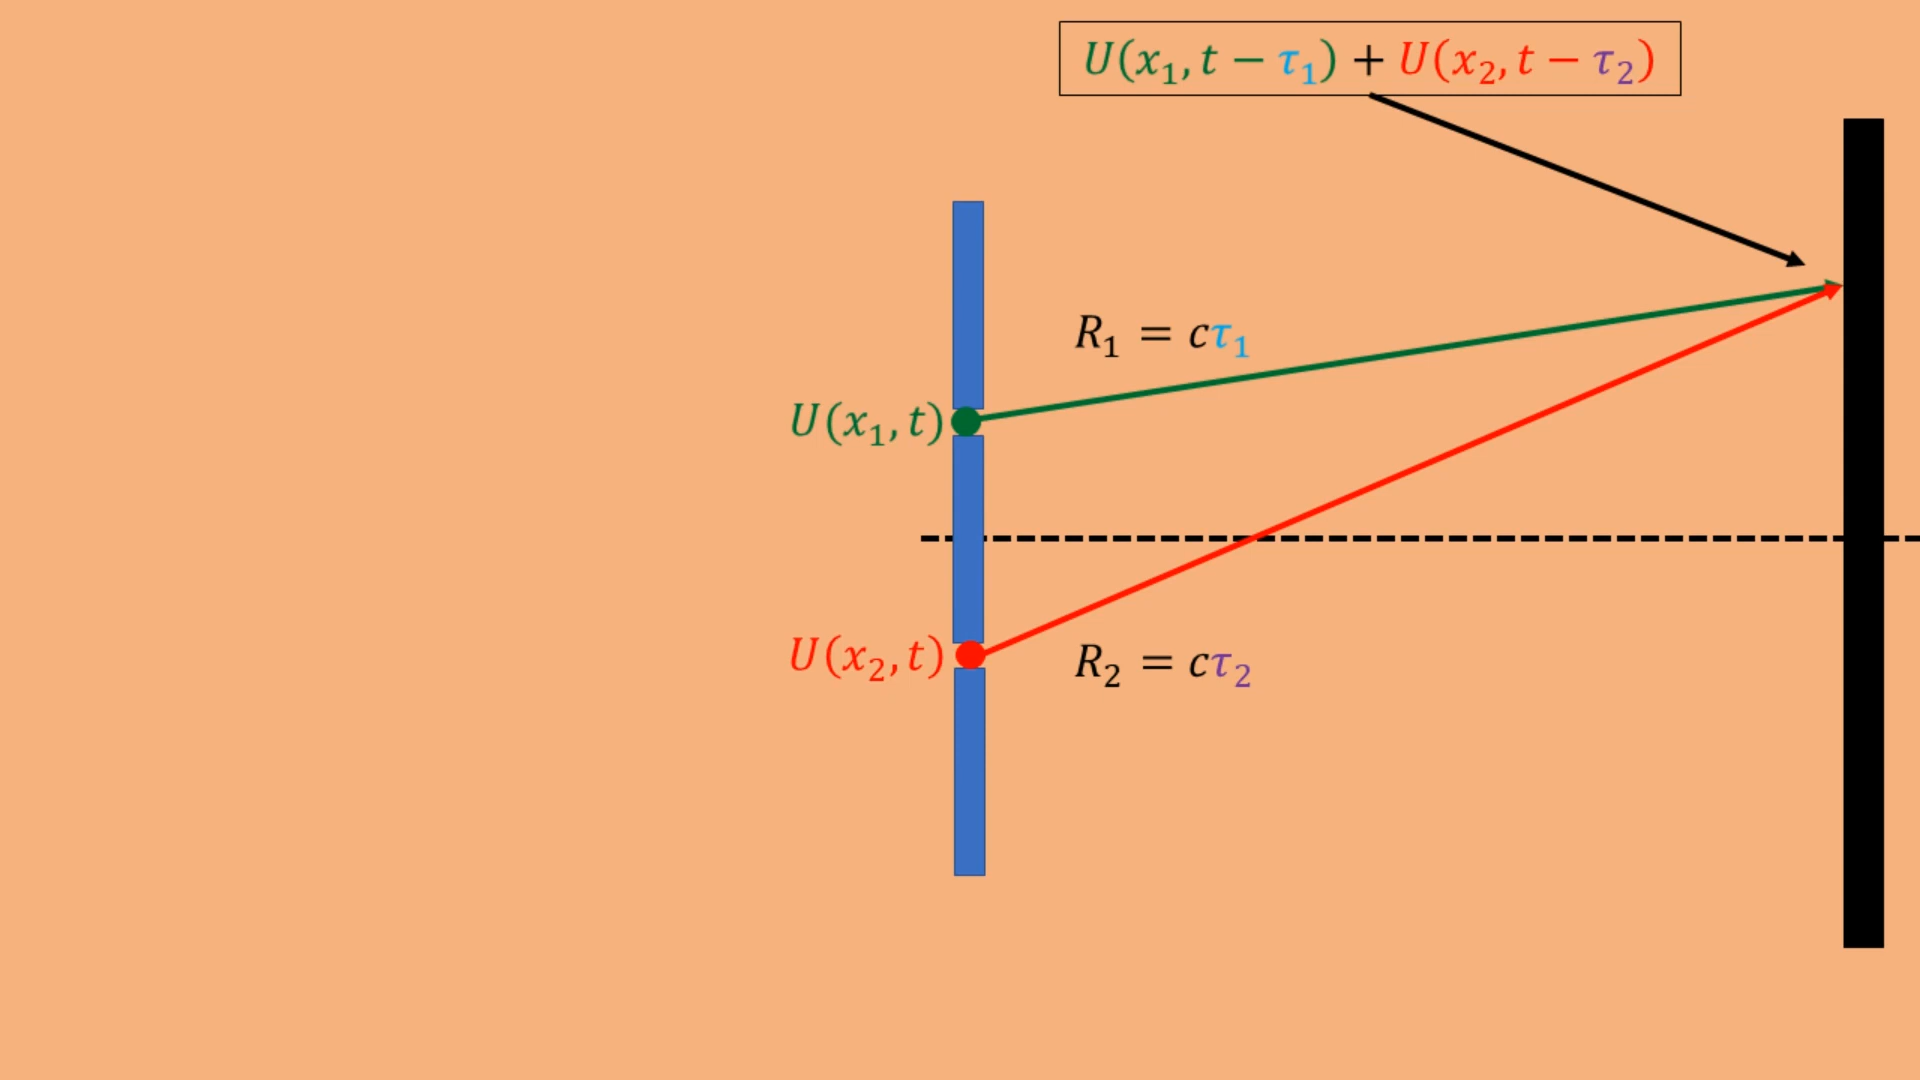 U(x₁, t − τ₁) + U(x₂, t − τ₂)
R₁ = cτ₁
U(x₁, t)
U(x₂, t)
R₂ = cτ₂